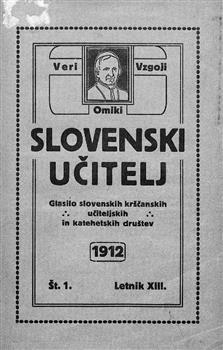 Veri Vzgoji
Omiki
SLOVENSKI
UČITELJ
Glasilo slovenskih krščanskih
učiteljskih
in katehetskih društev
1912
Št. 1. Letnik XIII.